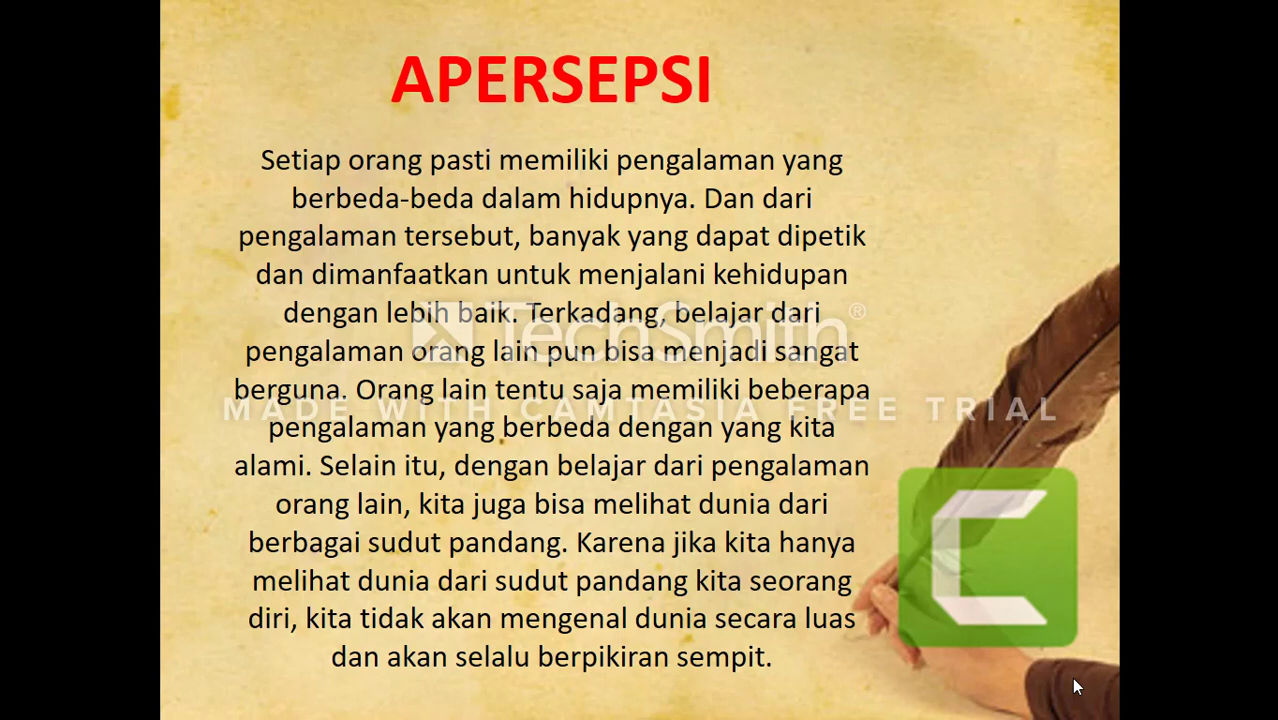 APERSEPSI
Setiap orang pasti memiliki pengalaman yang
berbeda-beda dalam hidupnya. Dan dari
pengalaman tersebut, banyak yang dapat dipetik
dan dimanfaatkan untuk menjalani kehidupan
dengan lebih baik. Terkadang, belajar dari
TechSmith®
pengalaman orang lain pun bisa menjadi sangat
berguna. Orang lain tentu saja memiliki beberapa
MADE WITH CAMTASIA FREE TRIAL
pengalaman yang berbeda dengan yang kita
alami. Selain itu, dengan belajar dari pengalaman
orang lain, kita juga bisa melihat dunia dari
berbagai sudut pandang. Karena jika kita hanya
melihat dunia dari sudut pandang kita seorang
diri, kita tidak akan mengenal dunia secara luas
dan akan selalu berpikiran sempit.